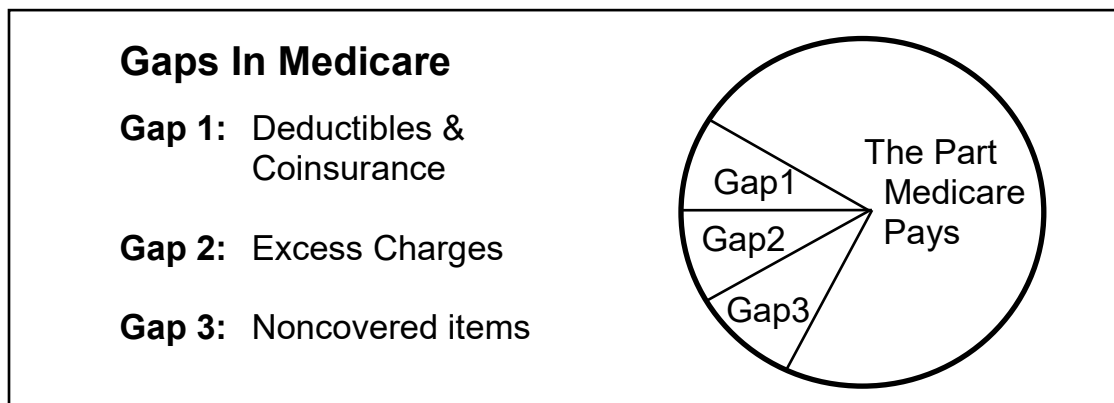 Gaps In Medicare
Gap 1: Deductibles &
Coinsurance
Gap 2: Excess Charges
Gap 3: Noncovered items
The Part
Medicare
Pays
Gap1
Gap2
Gap3